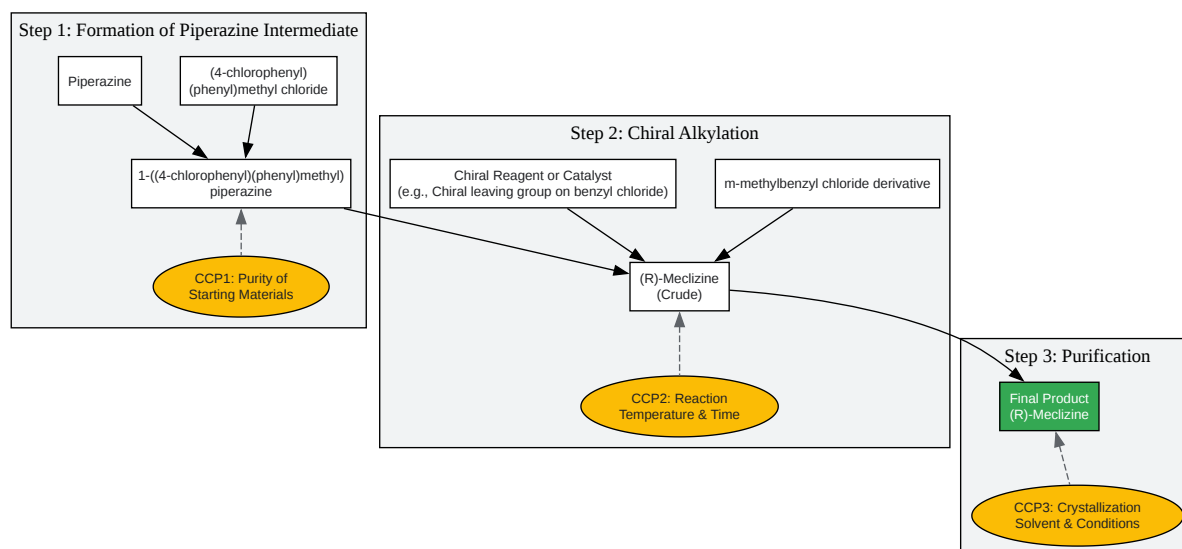 Step 1: Formation of Piperazine Intermediate
Piperazine
(4-chlorophenyl)
(phenyl)methyl chloride
1-((4-chlorophenyl)(phenyl)methyl)
piperazine
CCP1: Purity of
Starting Materials
Step 2: Chiral Alkylation
Chiral Reagent or Catalyst
(e.g., Chiral leaving group on benzyl chloride)
m-methylbenzyl chloride derivative
(R)-Meclizine
(Crude)
CCP2: Reaction
Temperature & Time
Step 3: Purification
Final Product
(R)-Meclizine
CCP3: Crystallization
Solvent & Conditions